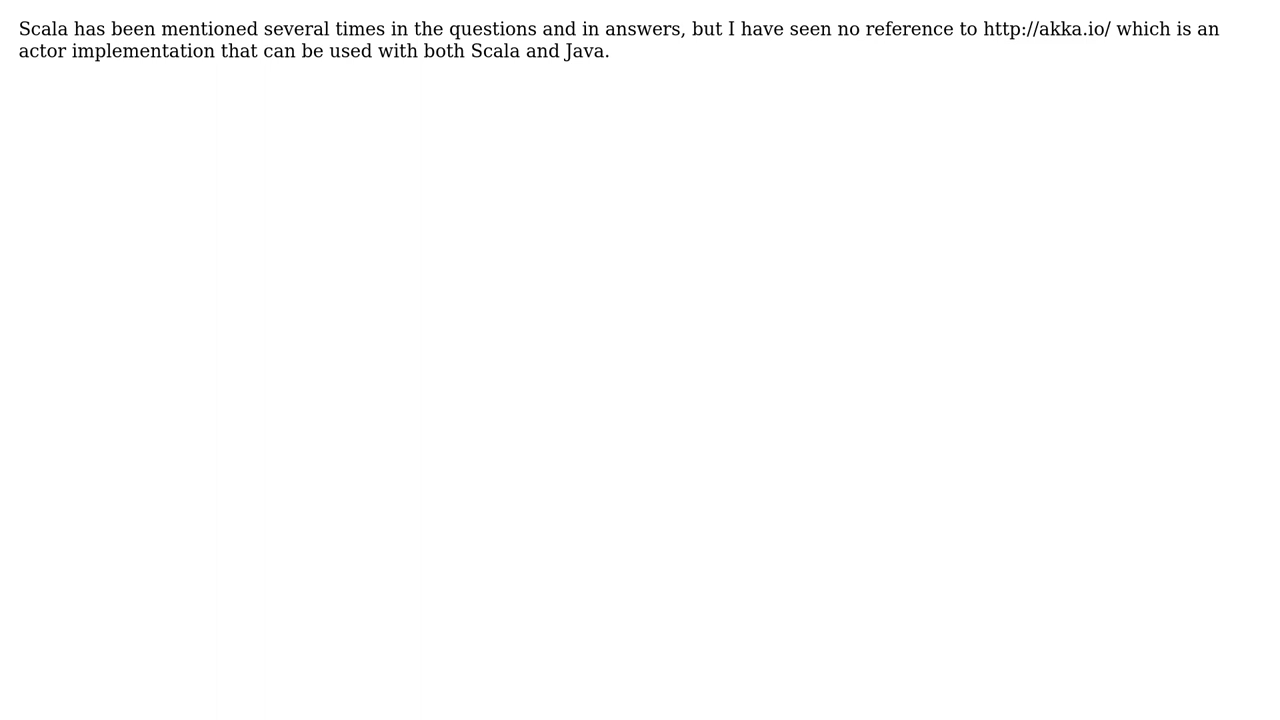 Scala has been mentioned several times in the questions and in answers, but I have seen no reference to http://akka.io/ which is an
actor implementation that can be used with both Scala and Java.